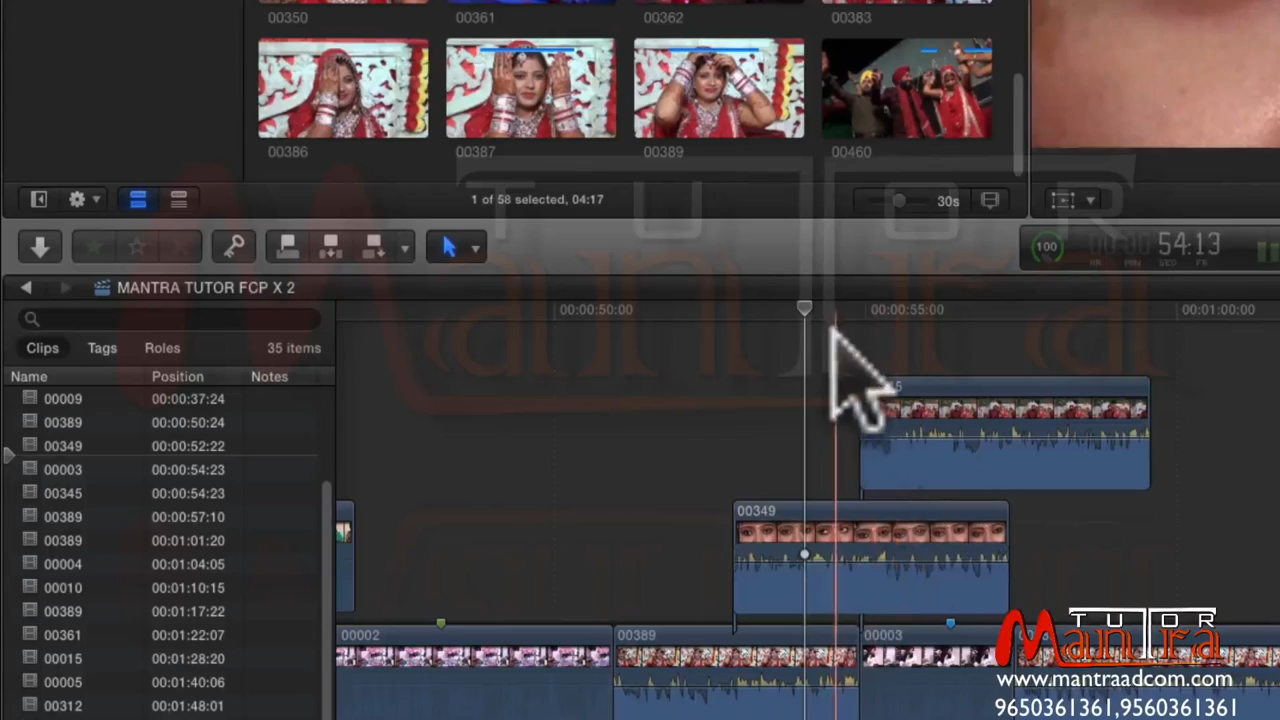 00350 00361 00362 00383
00386 00387 00389 00460
1 of 58 selected, 04:17
30s
TUTOR
Mantra
100
54:13
MANTRA TUTOR FCP X 2
00:00:50:00 00:00:55:00 00:01:00:00
Clips Tags Roles 35 items
Name Position Notes
00009 00:00:37:24
00389 00:00:50:24
00349 00:00:52:22
00003 00:00:54:23
00345 00:00:54:23
00389 00:00:57:10
00389 00:01:01:20
00004 00:01:04:05
00010 00:01:10:15
00389 00:01:17:22
00361 00:01:22:07
00015 00:01:28:20
00005 00:01:40:06
00312 00:01:48:01
00349
00002 00389 00003
TUTOR
Mantra
www.mantraadcom.com
9650361361,9560361361